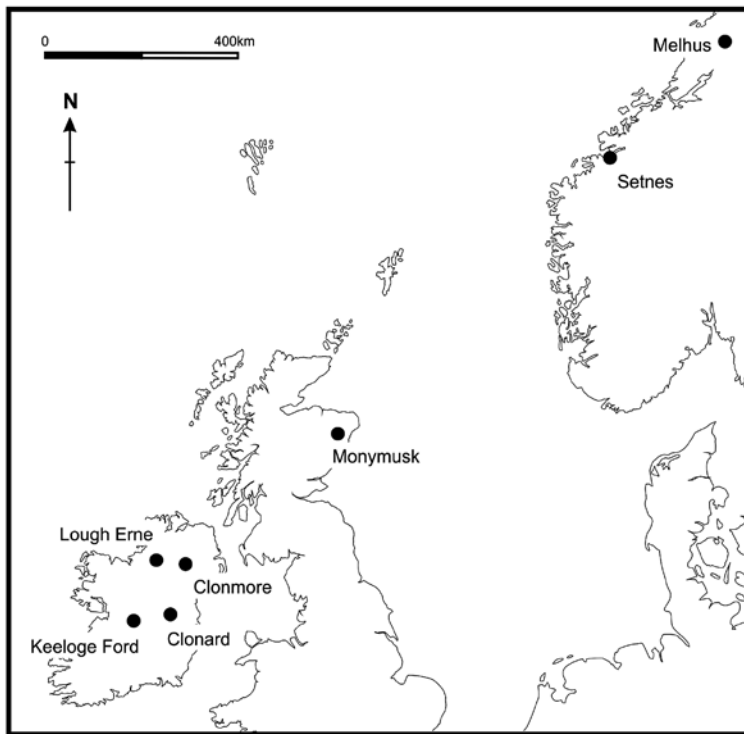 0 400km
N
Melhus
Setnes
Monymusk
Lough Erne
Clonmore
Keeloge Ford
Clonard